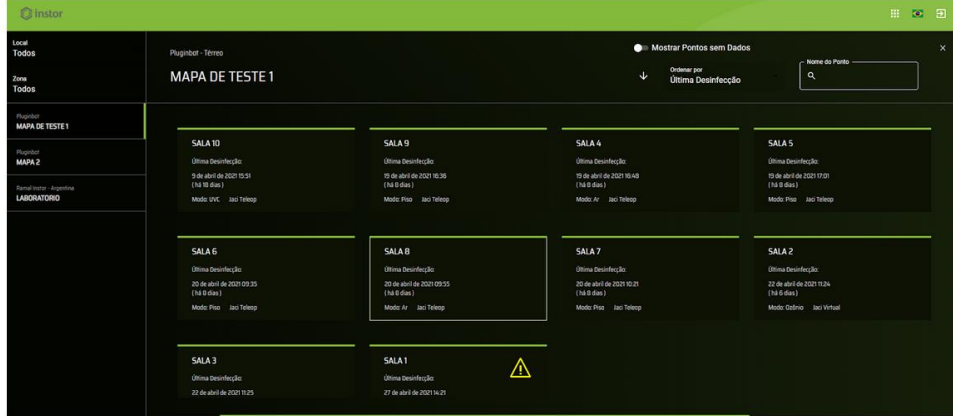 instor
Local
Todos
Zona
Todos
Pluginbot
MAPA DE TESTE 1
Pluginbot
MAPA 2
Ramal Instor - Argentina
LABORATORIO
Pluginbot - Térreo
MAPA DE TESTE 1
Mostrar Pontos sem Dados
Ordenar por
Última Desinfecção
Nome do Ponto
SALA 10
Última Desinfecção:
9 de abril de 2021 15:51
( há 18 dias )
Modo: UVC Jaci Teleop
SALA 9
Última Desinfecção:
19 de abril de 2021 16:36
( há 8 dias )
Modo: Piso Jaci Teleop
SALA 4
Última Desinfecção:
19 de abril de 2021 16:48
( há 8 dias )
Modo: Ar Jaci Teleop
SALA 5
Última Desinfecção:
19 de abril de 2021 17:01
( há 8 dias )
Modo: Piso Jaci Teleop
SALA 6
Última Desinfecção:
20 de abril de 2021 09:35
( há 8 dias )
Modo: Piso Jaci Teleop
SALA 8
Última Desinfecção:
20 de abril de 2021 09:55
( há 8 dias )
Modo: Ar Jaci Teleop
SALA 7
Última Desinfecção:
20 de abril de 2021 10:21
( há 8 dias )
Modo: Piso Jaci Teleop
SALA 2
Última Desinfecção:
22 de abril de 2021 11:24
( há 6 dias )
Modo: Ozônio Jaci Virtual
SALA 3
Última Desinfecção:
22 de abril de 2021 11:25
SALA 1
Última Desinfecção:
27 de abril de 2021 14:21